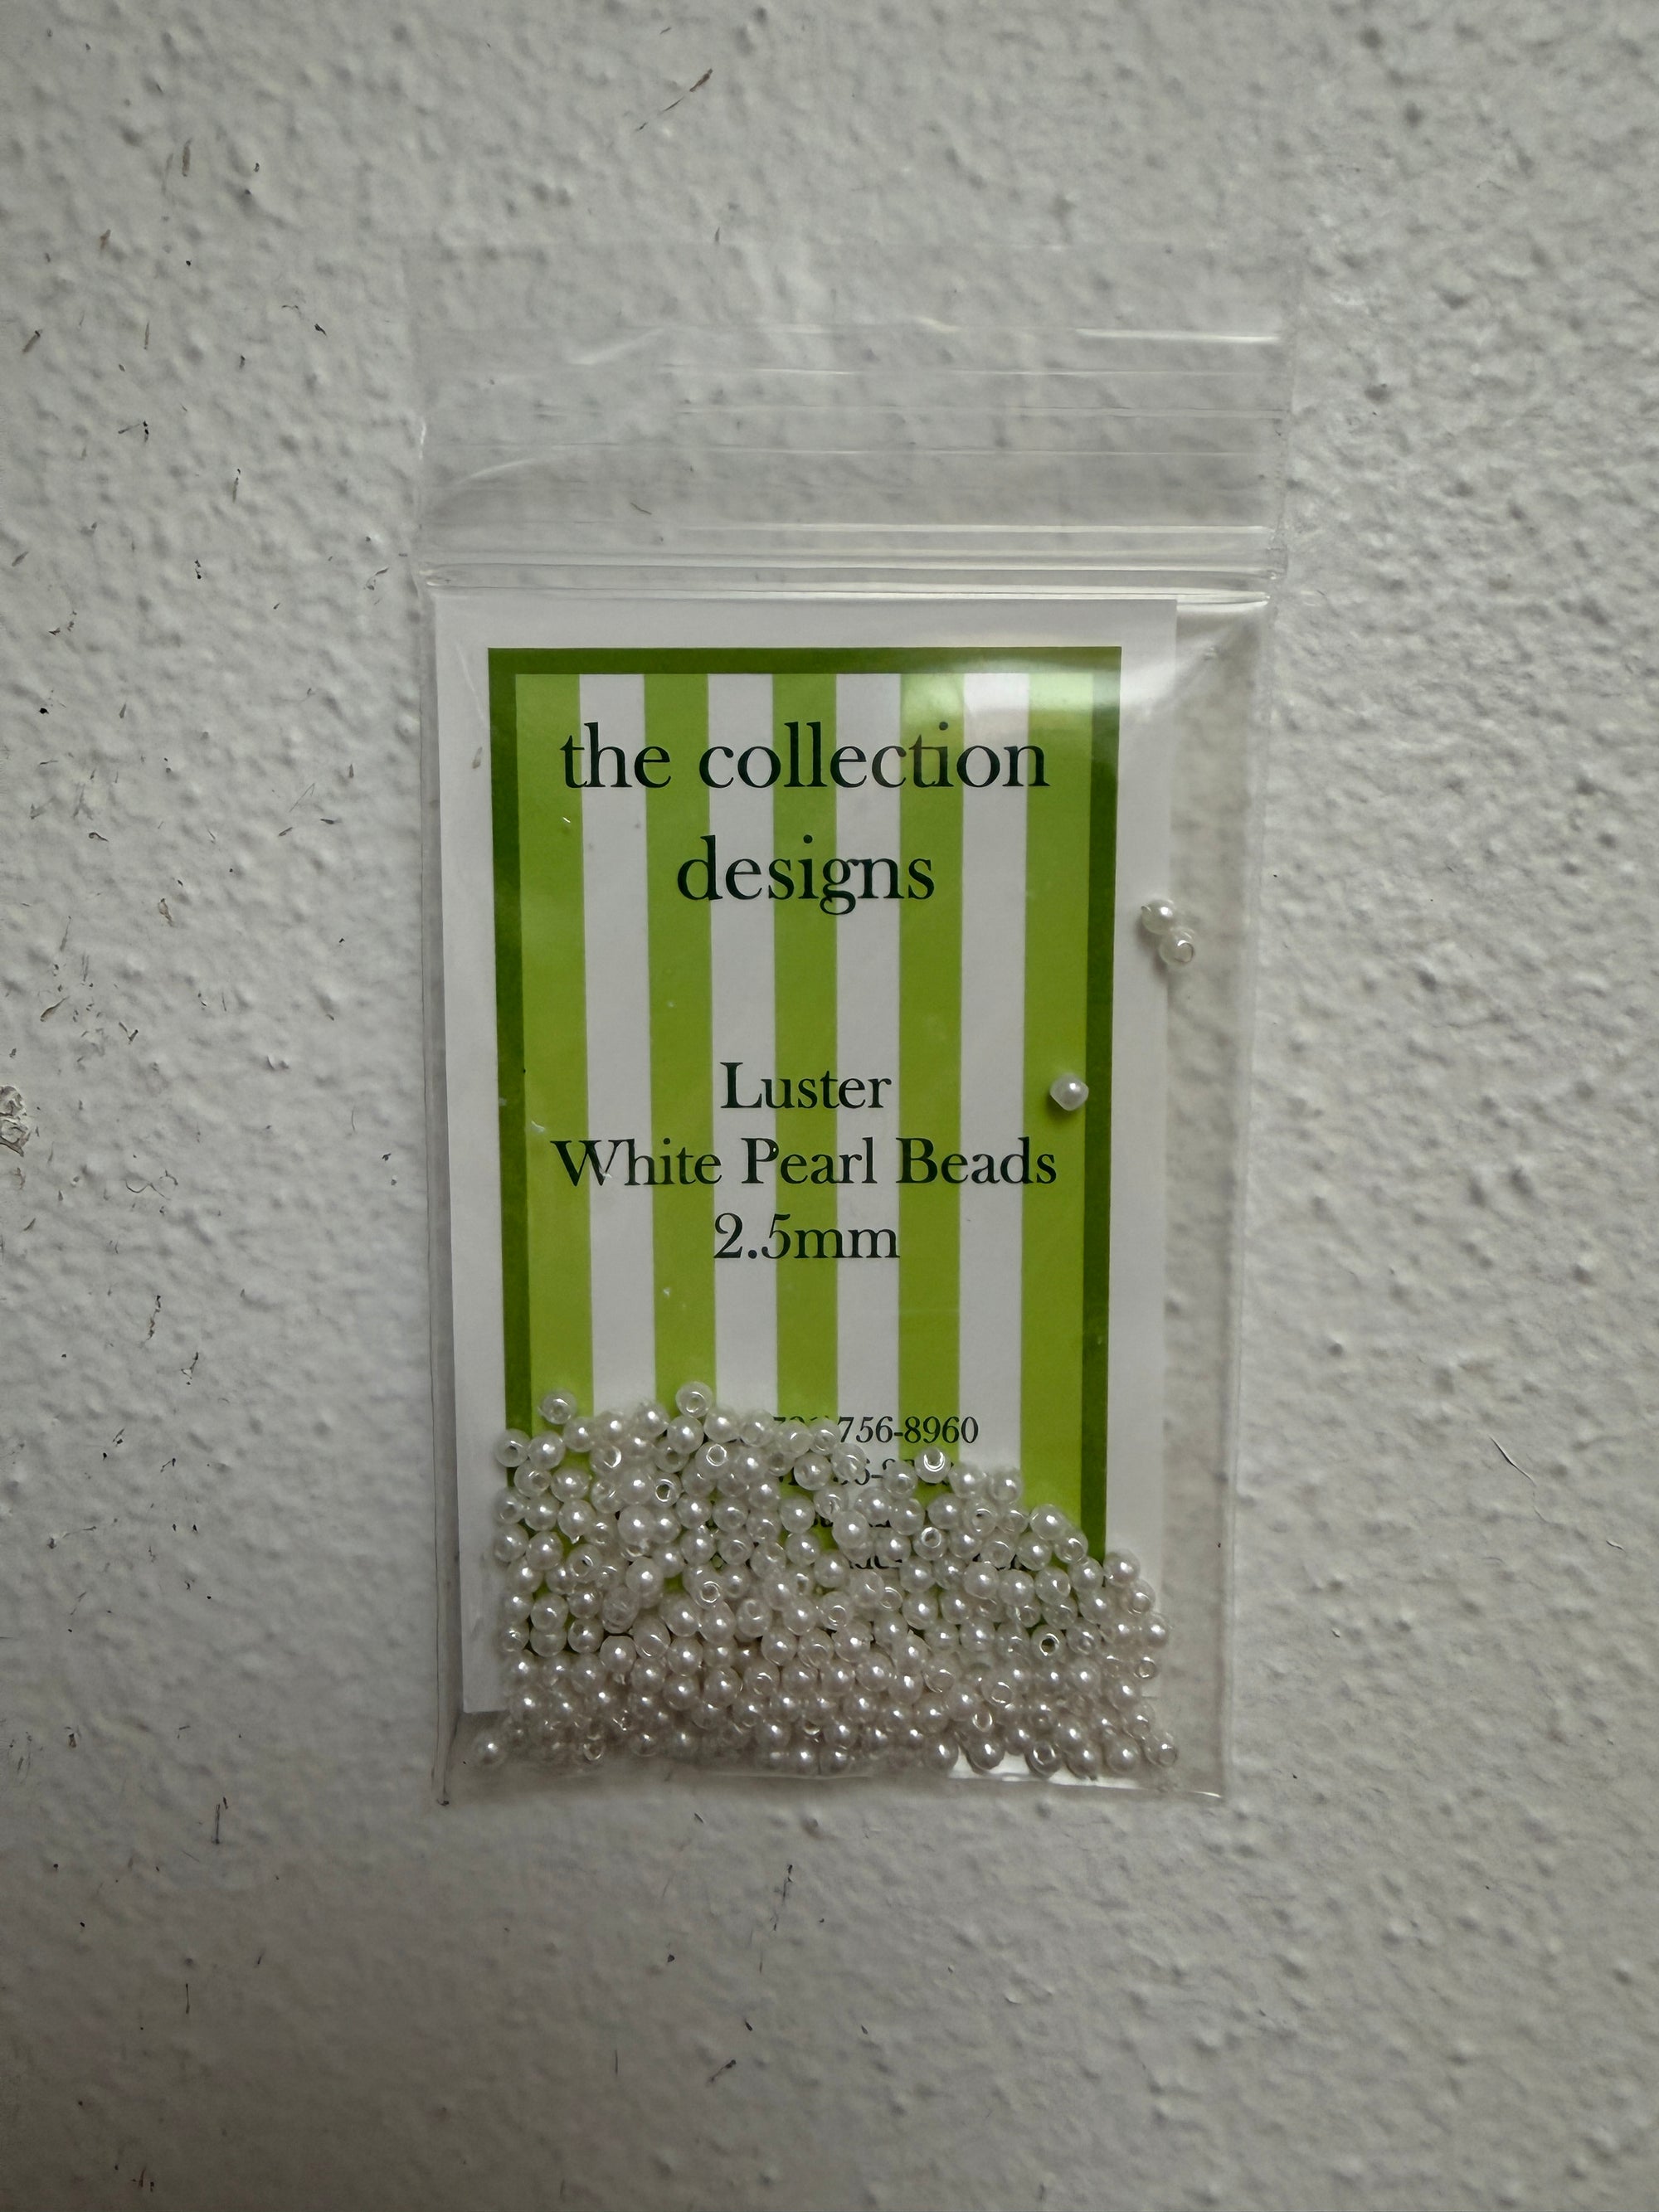 the collection
designs
Luster
White Pearl Beads
2.5mm
756-8960